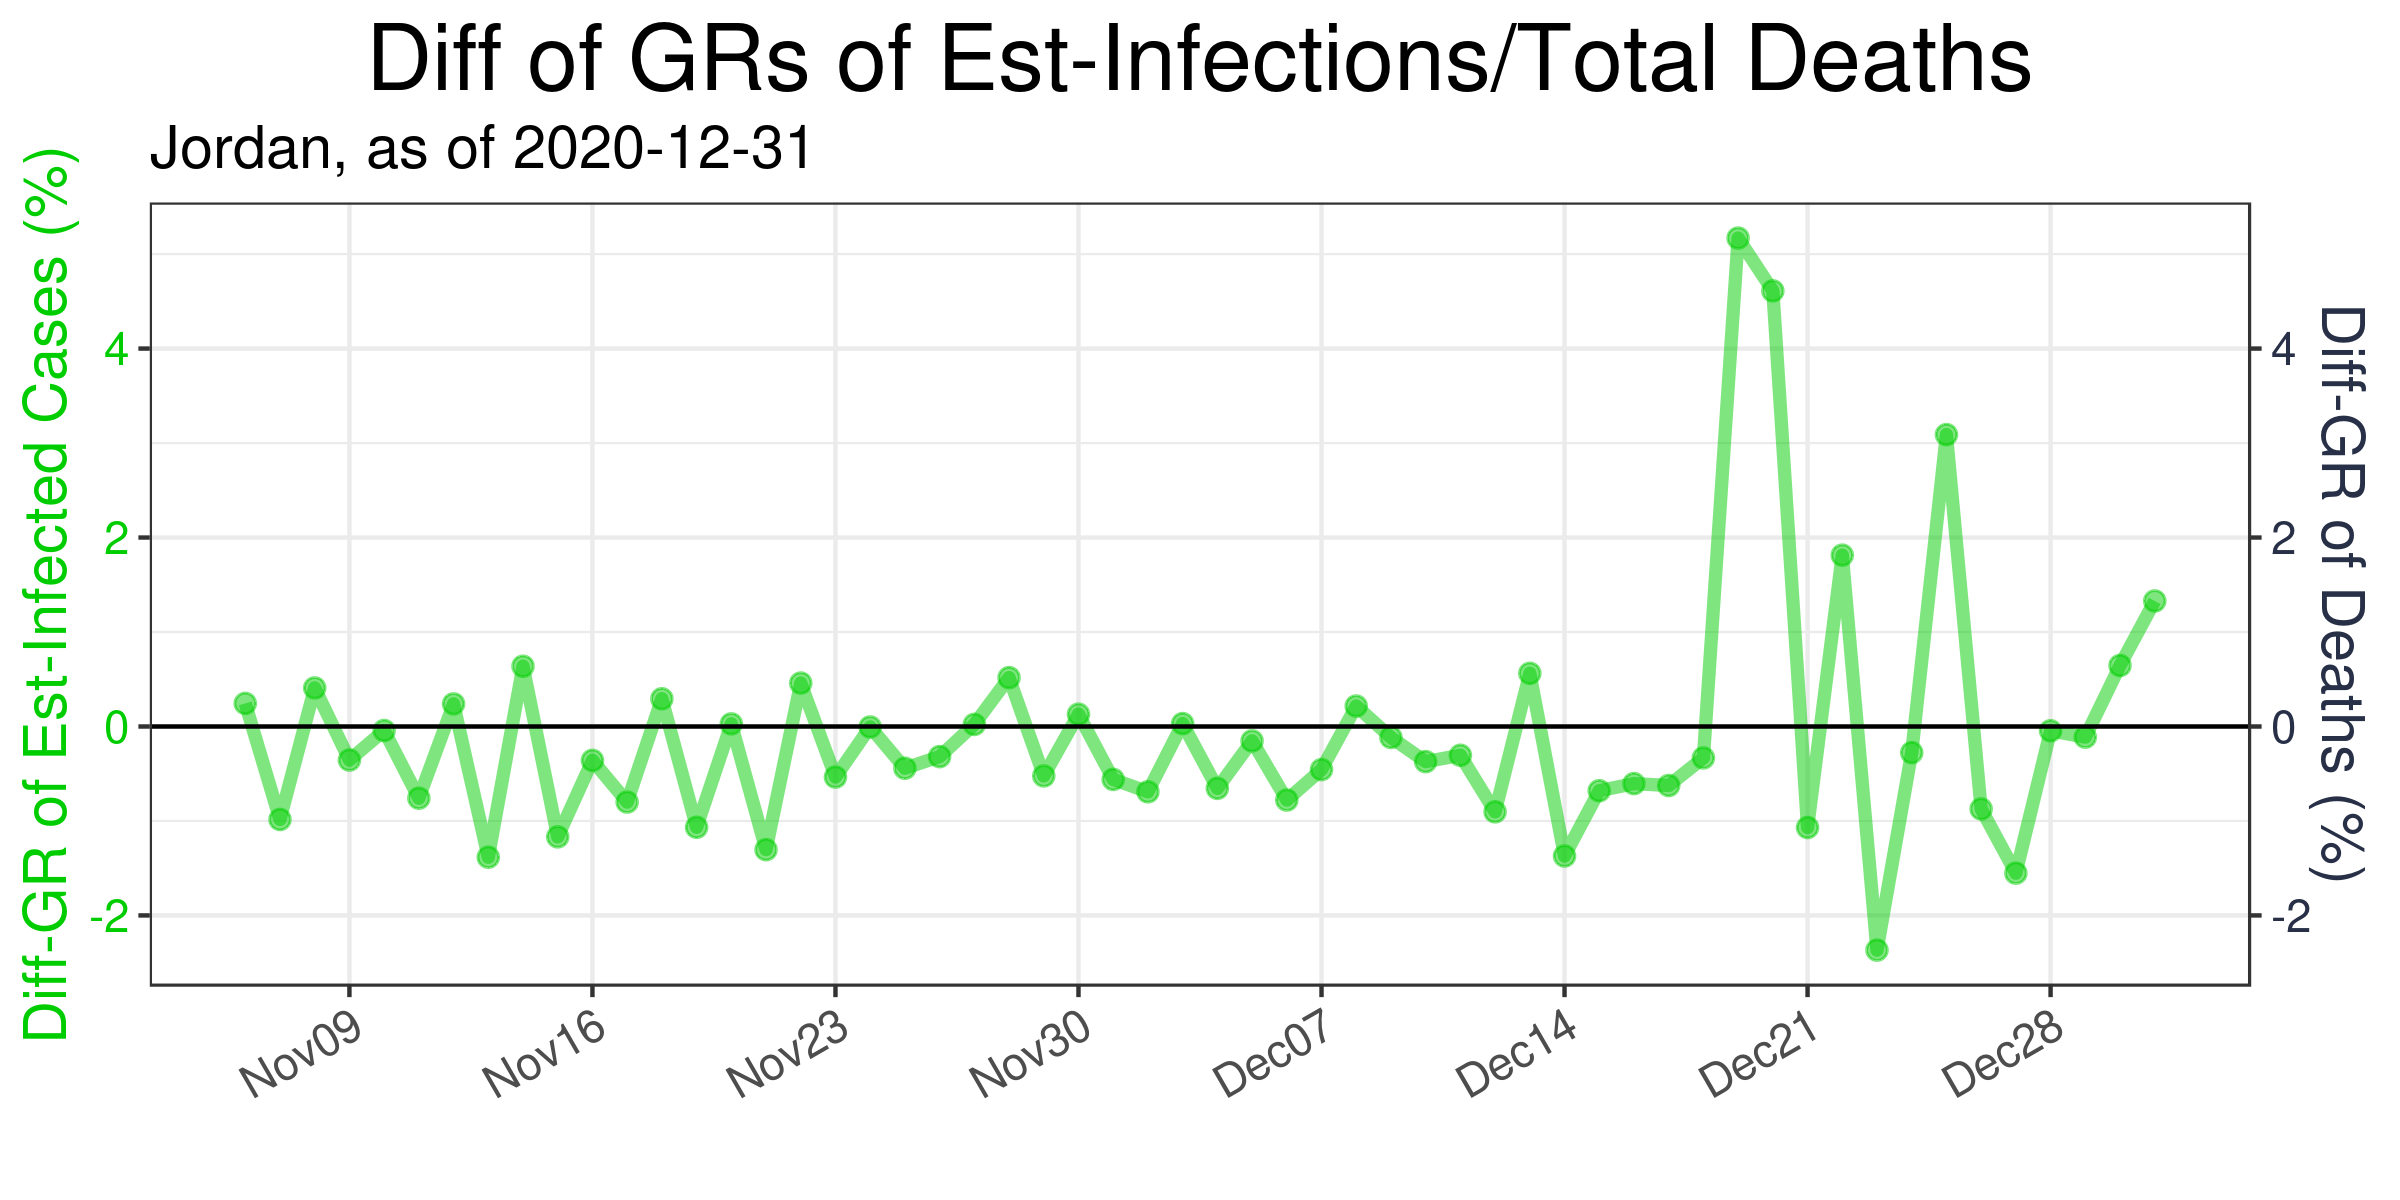 Diff of GRs of Est-Infections/Total Deaths
Jordan, as of 2020-12-31
Diff-GR of Est-Infected Cases (%)
4
2
0
-2
4
2
0
-2
Diff-GR of Deaths (%)
Nov09
Nov16
Nov23
Nov30
Dec07
Dec14
Dec21
Dec28